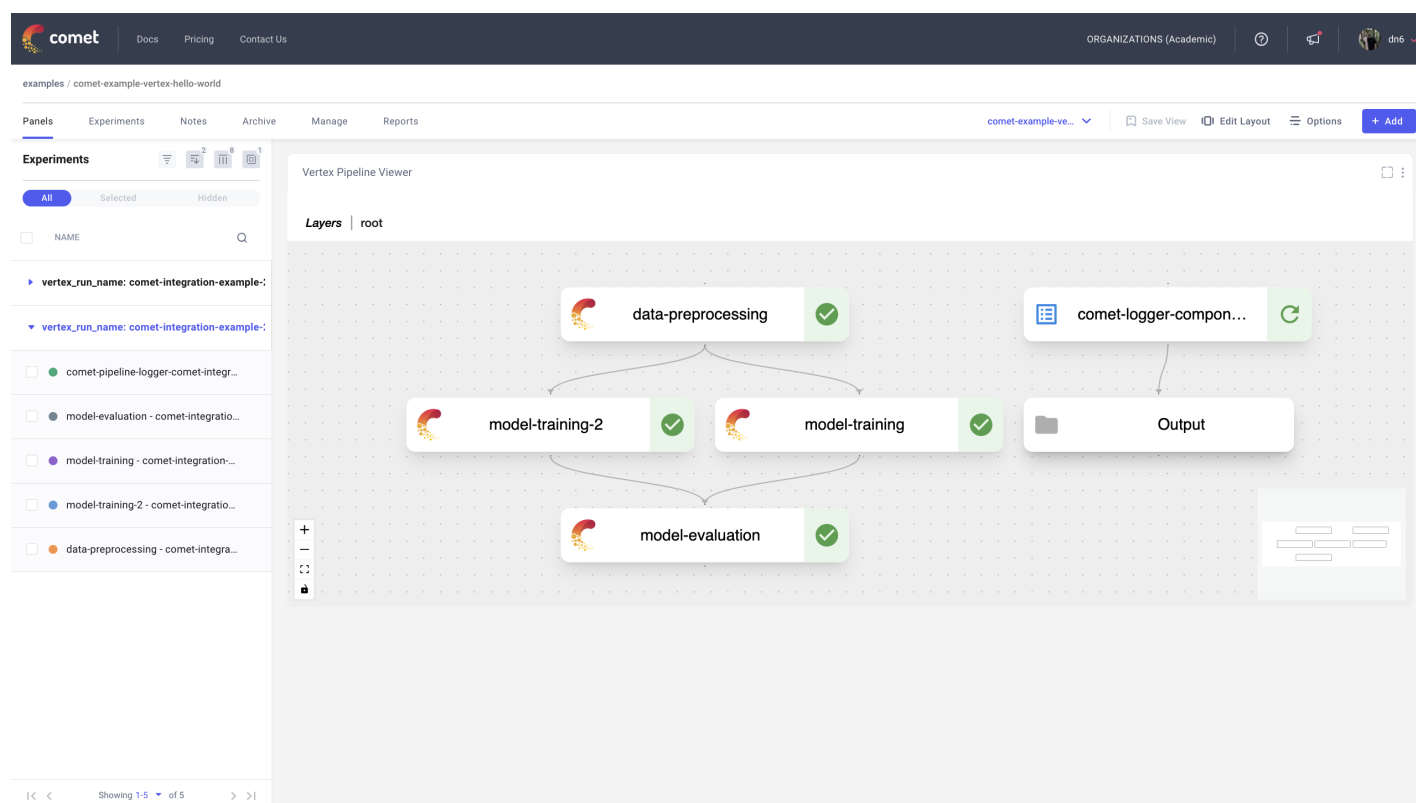 comet Docs Pricing Contact Us ORGANIZATIONS (Academic) dn6
examples / comet-example-vertex-hello-world
Panels Experiments Notes Archive Manage Reports comet-example-ve... Save View Edit Layout Options + Add
Experiments 2 8 1
All Selected Hidden
NAME
vertex_run_name: comet-integration-example-
vertex_run_name: comet-integration-example-
comet-pipeline-logger-comet-integr...
model-evaluation - comet-integratio...
model-training - comet-integration-...
model-training-2 - comet-integratio...
data-preprocessing - comet-integra...
Showing 1-5 of 5
Vertex Pipeline Viewer
Layers | root
data-preprocessing comet-logger-compon...
model-training-2 model-training Output
model-evaluation